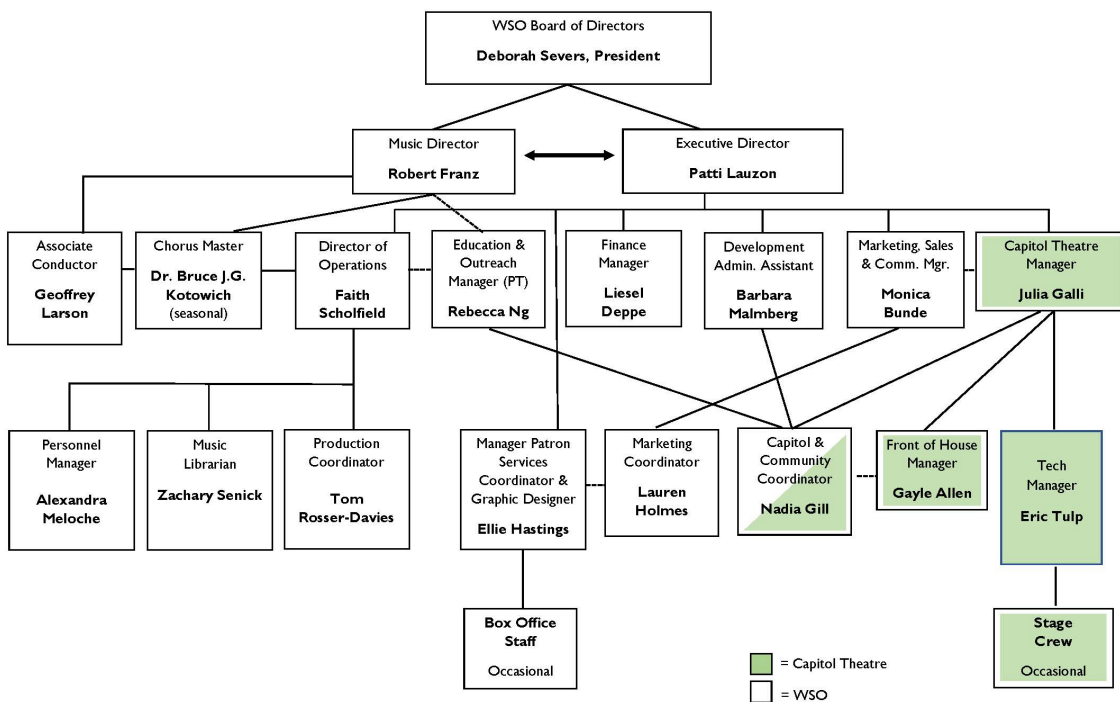 WSO Board of Directors
Deborah Severs, President
Music Director
Robert Franz
Executive Director
Patti Lauzon
Associate
Conductor
Geoffrey
Larson
Chorus Master
Dr. Bruce J.G.
Kotowich
(seasonal)
Director of
Operations
Faith
Scholfield
Education &
Outreach
Manager (PT)
Rebecca Ng
Finance
Manager
Liesel
Deppe
Development
Admin. Assistant
Barbara
Malmberg
Marketing, Sales
& Comm. Mgr.
Monica
Bunde
Capitol Theatre
Manager
Julia Galli
Personnel
Manager
Alexandra
Meloche
Music
Librarian
Zachary Senick
Production
Coordinator
Tom
Rosser-Davies
Manager Patron
Services
Coordinator &
Graphic Designer
Ellie Hastings
Marketing
Coordinator
Lauren
Holmes
Capitol &
Community
Coordinator
Nadia Gill
Front of House
Manager
Gayle Allen
Tech
Manager
Eric Tulp
Box Office
Staff
Occasional
Stage
Crew
Occasional
= Capitol Theatre
= WSO